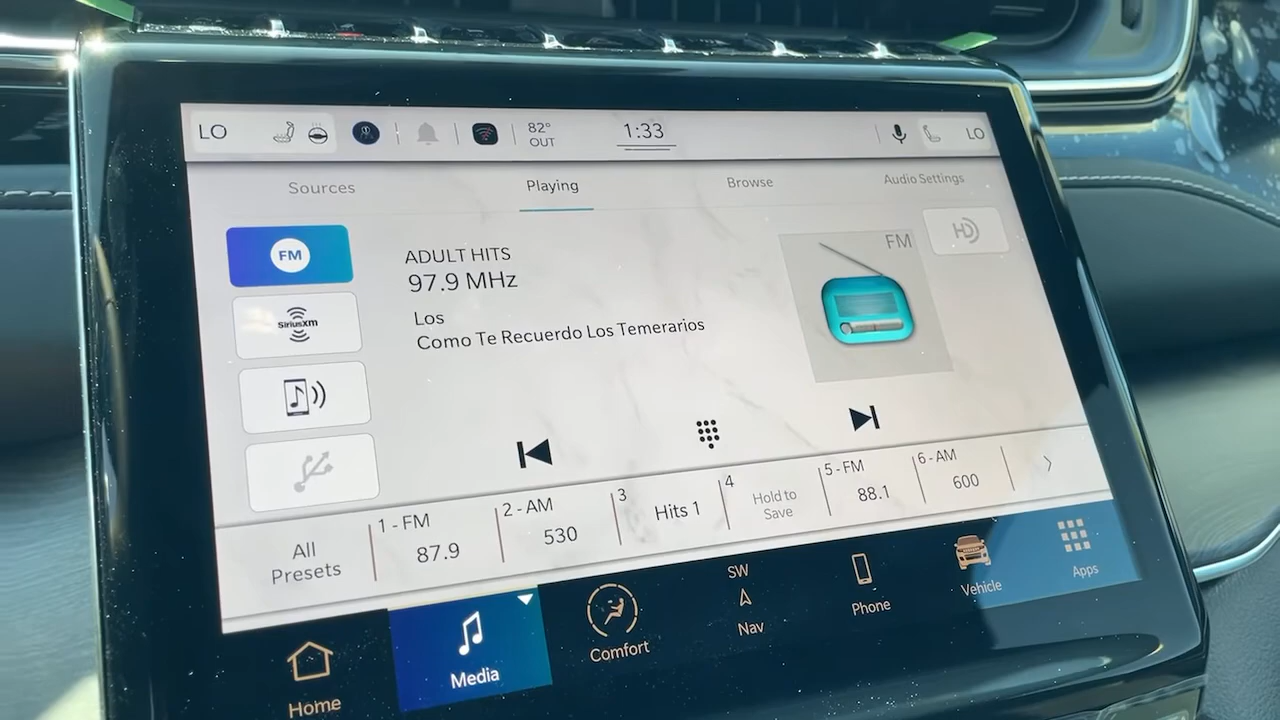 LO
82°
OUT
1:33
LO
Sources
Playing
Browse
Audio Settings
FM
ADULT HITS
97.9 MHz
FM
HD
SiriusXM
Los
Como Te Recuerdo Los Temerarios
All
Presets
1 - FM
87.9
2 - AM
530
3
Hits 1
4
Hold to
Save
5 - FM
88.1
6 - AM
600
Home
Media
Comfort
SW
Nav
Phone
Vehicle
Apps